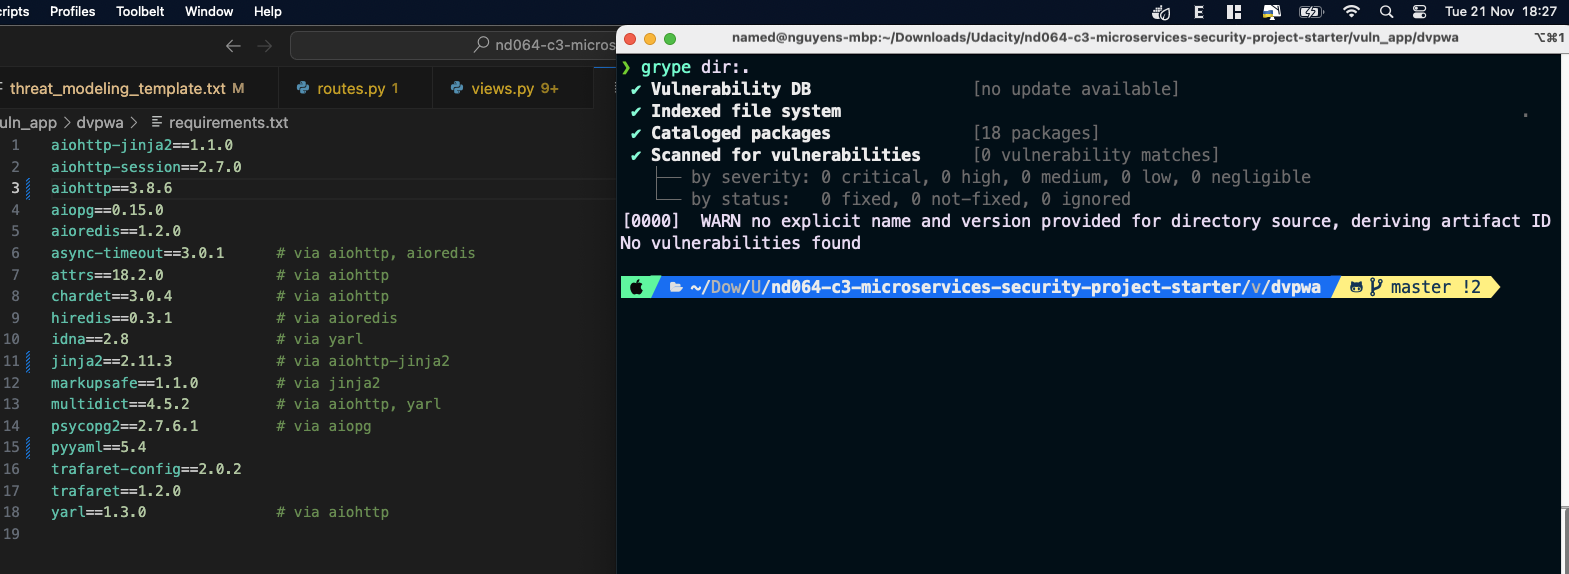 cripts Profiles Toolbelt Window Help E Tue 21 Nov 18:27
nd064-c3-micros
threat_modeling_template.txt M routes.py 1 views.py 9+
uln_app > dvpwa > requirements.txt
1 aiohttp-jinja2==1.1.0
2 aiohttp-session==2.7.0
3 aiohttp==3.8.6
4 aiopg==0.15.0
5 aioredis==1.2.0
6 async-timeout==3.0.1 # via aiohttp, aioredis
7 attrs==18.2.0 # via aiohttp
8 chardet==3.0.4 # via aiohttp
9 hiredis==0.3.1 # via aioredis
10 idna==2.8 # via yarl
11 jinja2==2.11.3 # via aiohttp-jinja2
12 markupsafe==1.1.0 # via jinja2
13 multidict==4.5.2 # via aiohttp, yarl
14 psycopg2==2.7.6.1 # via aiopg
15 pyyaml==5.4
16 trafaret-config==2.0.2
17 trafaret==1.2.0
18 yarl==1.3.0 # via aiohttp
19
named@nguyens-mbp:~/Downloads/Udacity/nd064-c3-microservices-security-project-starter/vuln_app/dvpwa ⌥⌘1
❯ grype dir:.
✔ Vulnerability DB [no update available]
✔ Indexed file system .
✔ Cataloged packages [18 packages]
✔ Scanned for vulnerabilities [0 vulnerability matches]
├── by severity: 0 critical, 0 high, 0 medium, 0 low, 0 negligible
└── by status: 0 fixed, 0 not-fixed, 0 ignored
[0000] WARN no explicit name and version provided for directory source, deriving artifact ID
No vulnerabilities found
~/Dow/U/nd064-c3-microservices-security-project-starter/v/dvpwa master !2